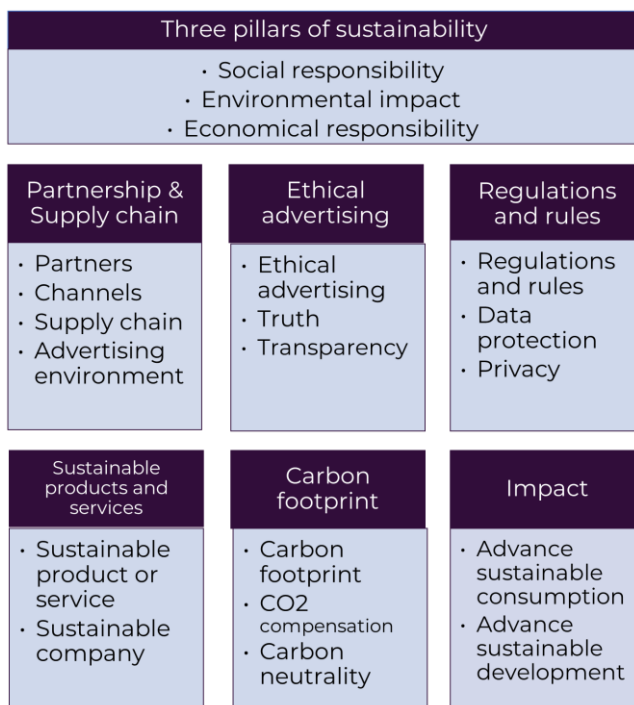 Three pillars of sustainability
· Social responsibility
· Environmental impact
· Economical responsibility
Partnership &
Supply chain
· Partners
· Channels
· Supply chain
· Advertising
environment
Ethical
advertising
· Ethical
advertising
· Truth
· Transparency
Regulations
and rules
· Regulations
and rules
· Data
protection
· Privacy
Sustainable
products and
services
· Sustainable
product or
service
· Sustainable
company
Carbon
footprint
· Carbon
footprint
· CO2
compensation
· Carbon
neutrality
Impact
· Advance
sustainable
consumption
· Advance
sustainable
development